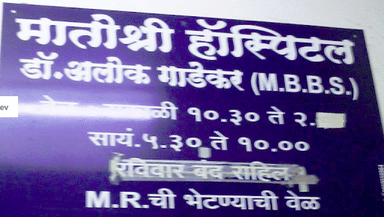 मातोश्री हॉस्पिटल
डॉ.अलोक गाडेकर (M.B.B.S.)
१०.३० ते २.
सायं.५.३० ते १०.००
रविवार बंद राहिल
M.R.ची भेटण्याची वेळ